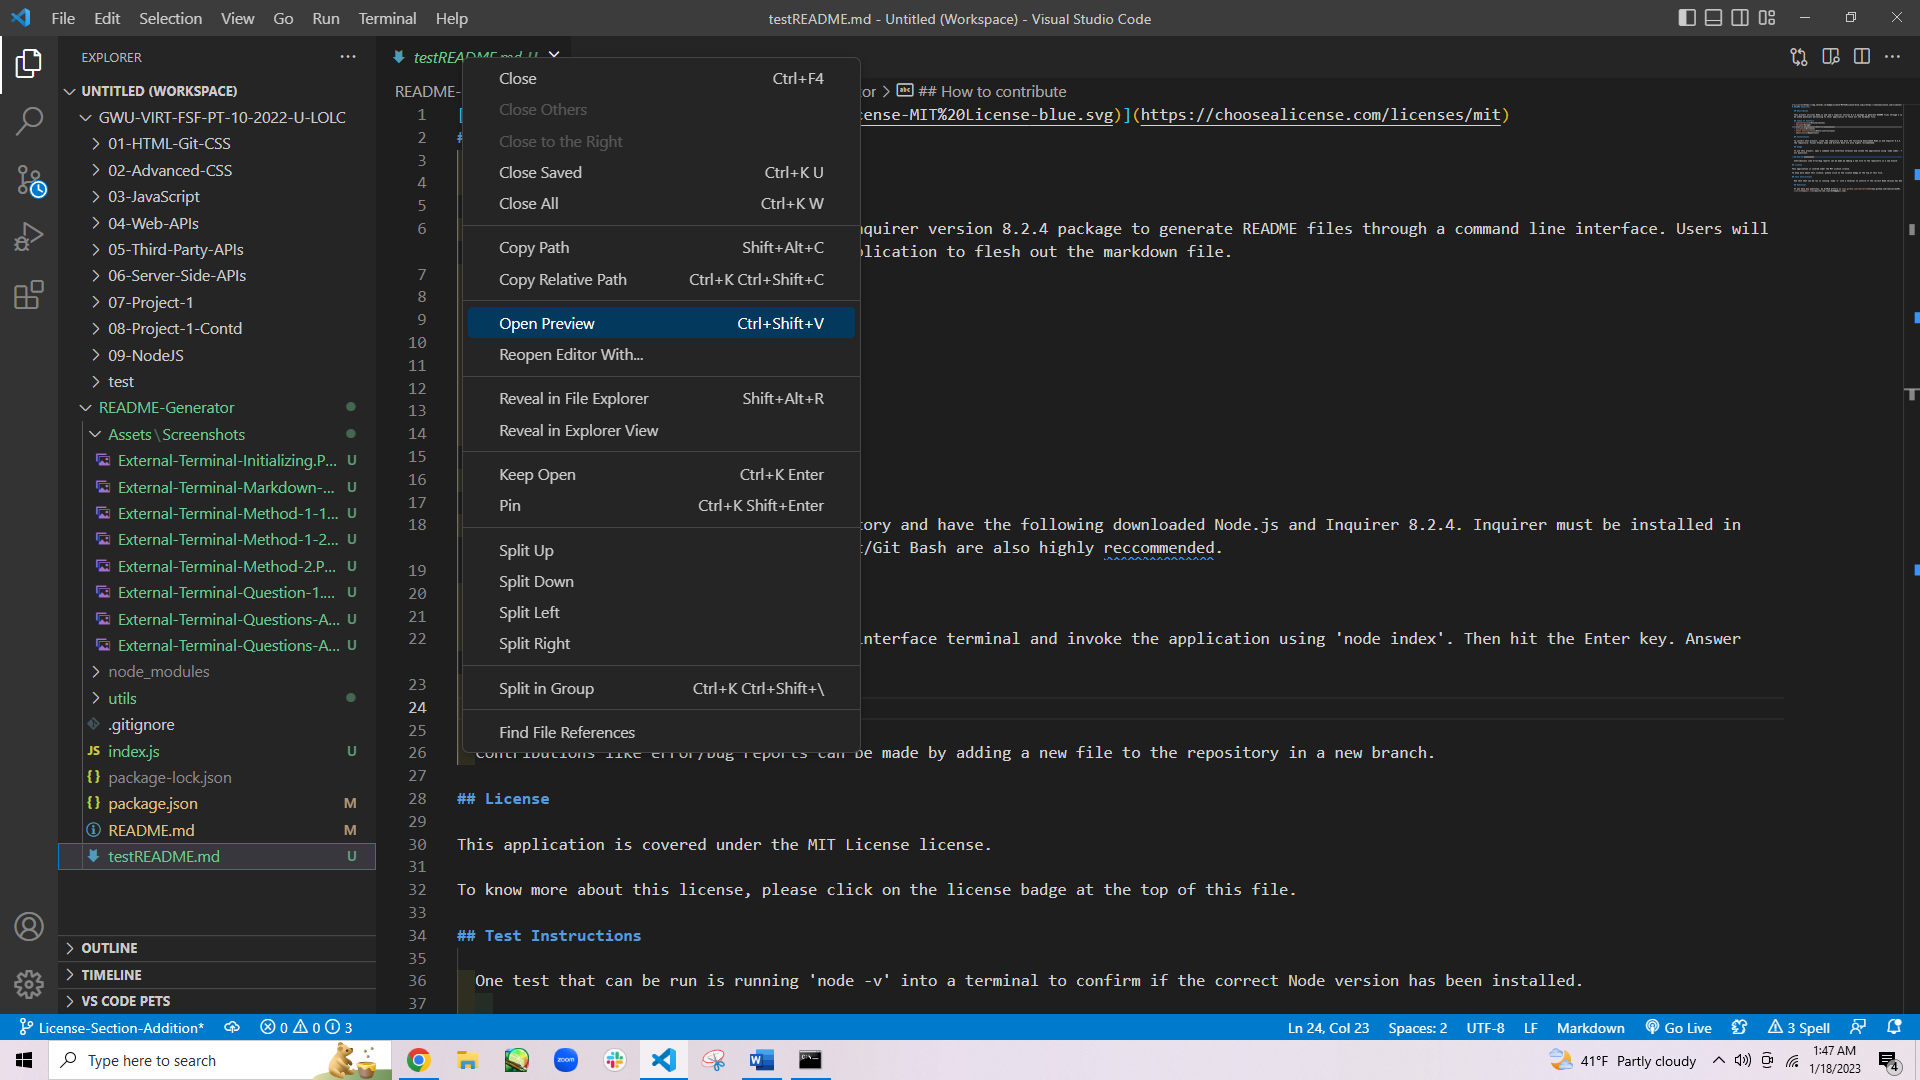 File Edit Selection View Go Run Terminal Help
testREADME.md - Untitled (Workspace) - Visual Studio Code
EXPLORER
UNTITLED (WORKSPACE)
GWU-VIRT-FSF-PT-10-2022-U-LOLC
01-HTML-Git-CSS
02-Advanced-CSS
03-JavaScript
04-Web-APIs
05-Third-Party-APIs
06-Server-Side-APIs
07-Project-1
08-Project-1-Contd
09-NodeJS
test
README-Generator
Assets\Screenshots
External-Terminal-Initializing.P... U
External-Terminal-Markdown-... U
External-Terminal-Method-1-1... U
External-Terminal-Method-1-2... U
External-Terminal-Method-2.P... U
External-Terminal-Question-1.... U
External-Terminal-Questions-A... U
External-Terminal-Questions-A... U
node_modules
utils
.gitignore
JS index.js U
{} package-lock.json
{} package.json M
README.md M
testREADME.md U
OUTLINE
TIMELINE
VS CODE PETS
testREADME.md U
README-
or > ## How to contribute
Close Ctrl+F4
Close Others
Close to the Right
Close Saved Ctrl+K U
Close All Ctrl+K W
Copy Path Shift+Alt+C
Copy Relative Path Ctrl+K Ctrl+Shift+C
Open Preview Ctrl+Shift+V
Reopen Editor With...
Reveal in File Explorer Shift+Alt+R
Reveal in Explorer View
Keep Open Ctrl+K Enter
Pin Ctrl+K Shift+Enter
Split Up
Split Down
Split Left
Split Right
Split in Group Ctrl+K Ctrl+Shift+\
Find File References
1 [ cense-MIT%20License-blue.svg)](https://choosealicense.com/licenses/mit)
2 #
3
4
5
6 nquirer version 8.2.4 package to generate README files through a command line interface. Users will
plication to flesh out the markdown file.
7
8
9
10
11
12
13
14
15
16
17
18 tory and have the following downloaded Node.js and Inquirer 8.2.4. Inquirer must be installed in
t/Git Bash are also highly reccommended.
19
20
21
22 interface terminal and invoke the application using 'node index'. Then hit the Enter key. Answer
23
24
25
26 Contributions like error/bug reports can be made by adding a new file to the repository in a new branch.
27
28 ## License
29
30 This application is covered under the MIT License license.
31
32 To know more about this license, please click on the license badge at the top of this file.
33
34 ## Test Instructions
35
36 One test that can be run is running 'node -v' into a terminal to confirm if the correct Node version has been installed.
37
License-Section-Addition* 0 0 3
Ln 24, Col 23 Spaces: 2 UTF-8 LF Markdown Go Live 3 Spell
Type here to search
zoom
41°F Partly cloudy
1:47 AM
1/18/2023
4